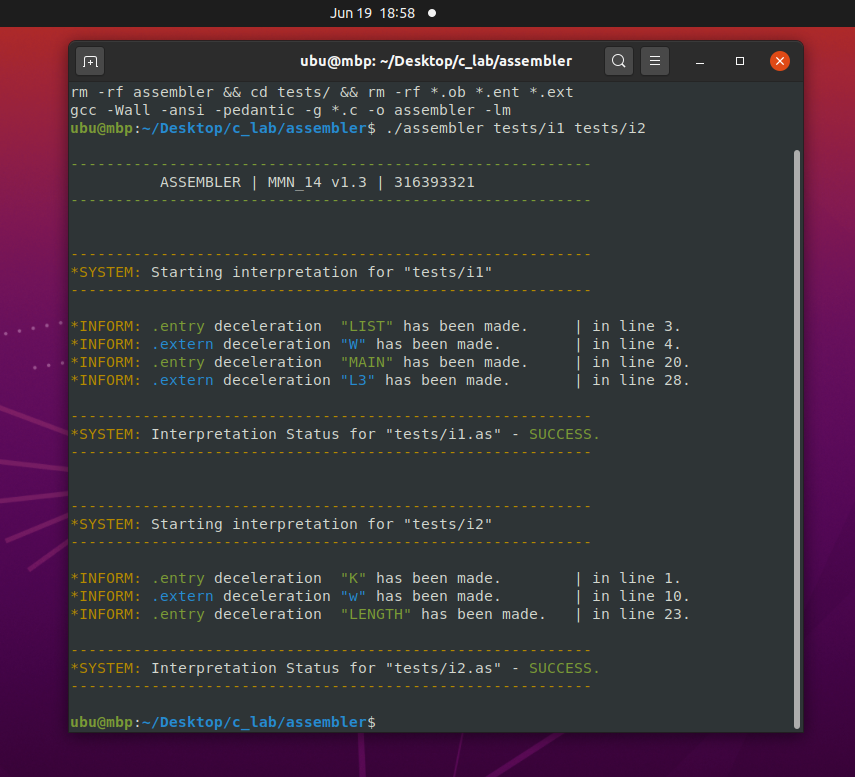 Jun 19 18:58
ubu@mbp: ~/Desktop/c_lab/assembler
rm -rf assembler && cd tests/ && rm -rf *.ob *.ent *.ext
gcc -Wall -ansi -pedantic -g *.c -o assembler -lm
ubu@mbp:~/Desktop/c_lab/assembler$ ./assembler tests/i1 tests/i2
----------------------------------------------------------
ASSEMBLER | MMN_14 v1.3 | 316393321
----------------------------------------------------------
----------------------------------------------------------
*SYSTEM: Starting interpretation for "tests/i1"
----------------------------------------------------------
*INFORM: .entry deceleration  "LIST" has been made.     | in line 3.
*INFORM: .extern deceleration "W" has been made.        | in line 4.
*INFORM: .entry deceleration  "MAIN" has been made.     | in line 20.
*INFORM: .extern deceleration "L3" has been made.       | in line 28.
----------------------------------------------------------
*SYSTEM: Interpretation Status for "tests/i1.as" - SUCCESS.
----------------------------------------------------------
----------------------------------------------------------
*SYSTEM: Starting interpretation for "tests/i2"
----------------------------------------------------------
*INFORM: .entry deceleration  "K" has been made.        | in line 1.
*INFORM: .extern deceleration "w" has been made.        | in line 10.
*INFORM: .entry deceleration  "LENGTH" has been made.   | in line 23.
----------------------------------------------------------
*SYSTEM: Interpretation Status for "tests/i2.as" - SUCCESS.
----------------------------------------------------------
ubu@mbp:~/Desktop/c_lab/assembler$